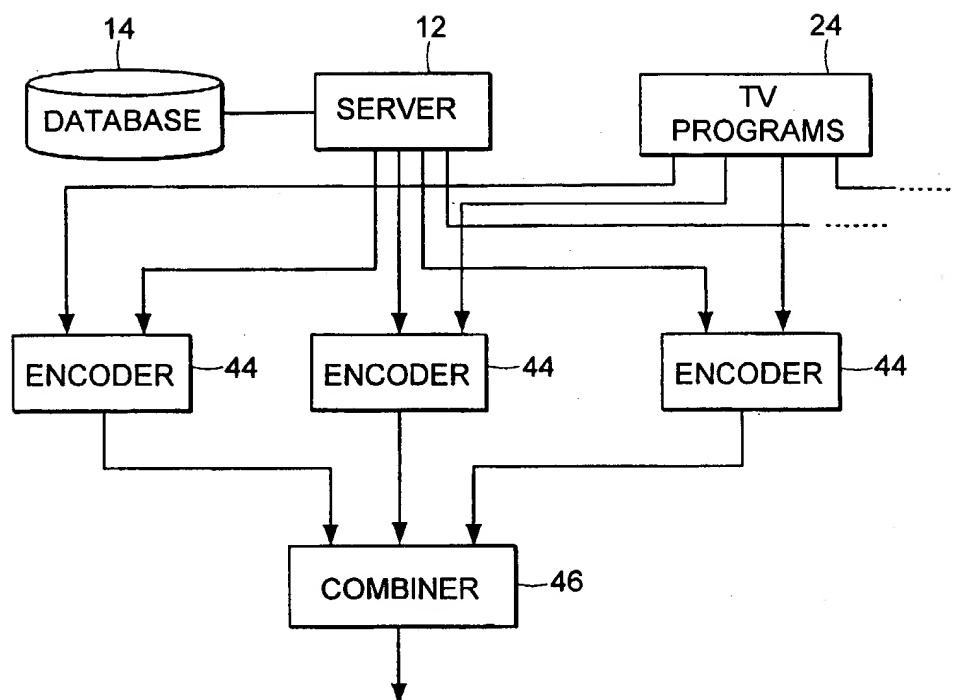 14
12
24
DATABASE
SERVER
TV
PROGRAMS
ENCODER
44
ENCODER
44
ENCODER
44
COMBINER
46